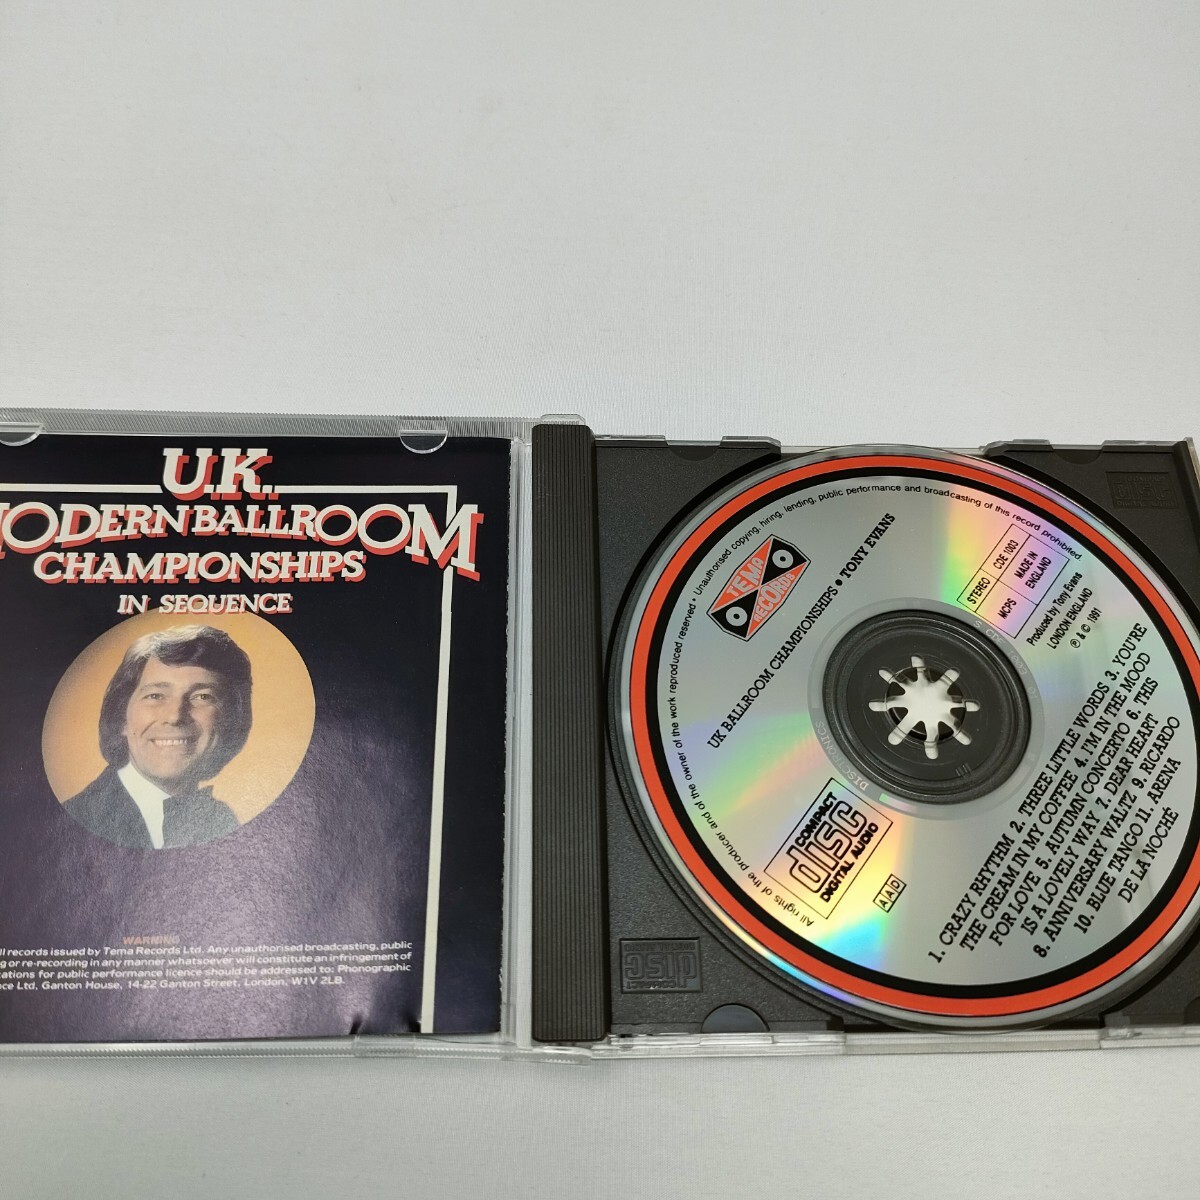 U.K.
MODERN BALLROOM
CHAMPIONSHIPS
IN SEQUENCE
WARNING
ll records issued by Tema Records Ltd. Any unauthorised broadcasting, public
g or re-recording in any manner whatsoever will constitute an infringement of
ations for public performance licence should be addressed to: Phonographic
ce Ltd, Ganton House, 14-22 Ganton Street, London, W1V 2LB.
All rights of the producer and of the owner of the work reproduced reserved • Unauthorised copying, hiring, lending, public performance and broadcasting of this record prohibited.
TEMA
RECORDS
UK BALLROOM CHAMPIONSHIPS • TONY EVANS
STEREO
CDE 1003
MCPS
MADE IN
ENGLAND
Produced by Tony Evans
LONDON ENGLAND
℗ & © 1991
COMPACT
disc
DIGITAL AUDIO
AAD
1. CRAZY RHYTHM 2. THREE LITTLE WORDS 3. YOU'RE
THE CREAM IN MY COFFEE 4. I'M IN THE MOOD
FOR LOVE 5. AUTUMN CONCERTO 6. THIS
IS A LOVELY WAY 7. DEAR HEART
8. ANNIVERSARY WALTZ 9. RICARDO
10. BLUE TANGO 11. ARENA
DE LA NOCHÉ
DISCTRONICS
COMPACT
disc